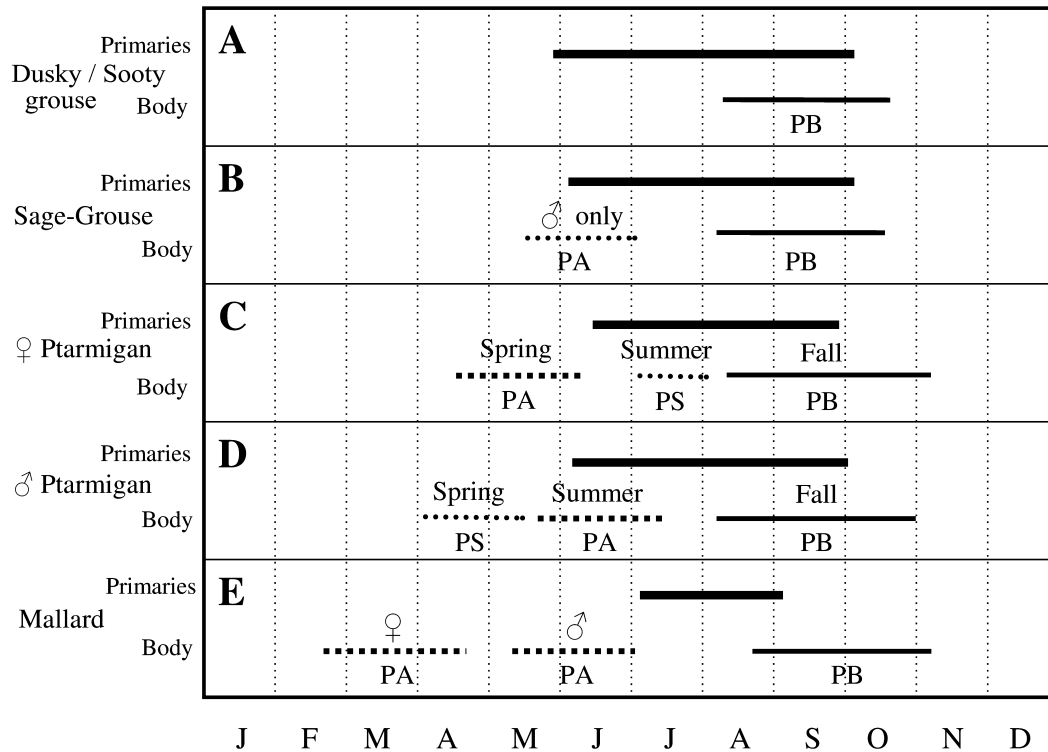 A
Primaries
Dusky / Sooty
grouse
Body
PB
B
Primaries
Sage-Grouse
♂ only
Body
PA PB
C
Primaries
♀ Ptarmigan
Spring Summer Fall
Body
PA PS PB
D
Primaries
♂ Ptarmigan
Spring Summer Fall
Body
PS PA PB
E
Primaries
Mallard
♀ ♂
Body
PA PA PB
J F M A M J J A S O N D